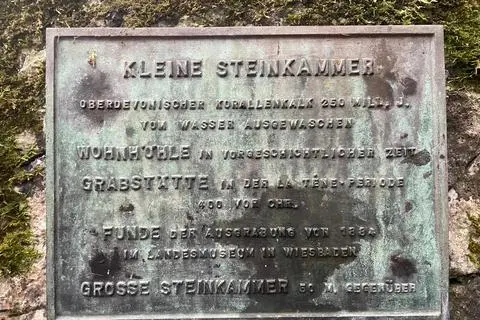 KLEINE STEINKAMMER
OBERDEVONISCHER KORALLENKALK 250 MILL. J.
VOM WASSER AUSGEWASCHEN
WOHNHÖHLE IN VORGESCHICHTLICHER ZEIT
GRABSTÄTTE IN DER LA TÈNE-PERIODE
400 VOR CHR.
FUNDE DER AUSGRABUNG VON 1884
IM LANDESMUSEUM IN WIESBADEN
GROSSE STEINKAMMER 50 M. GEGENÜBER